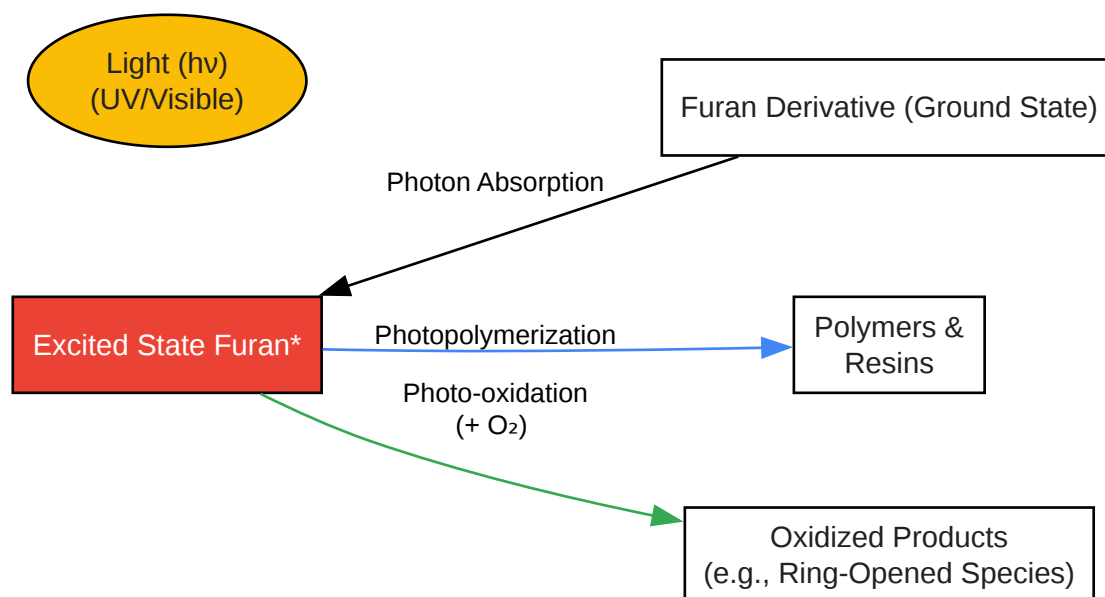 Light (hν)
(UV/Visible)
Furan Derivative (Ground State)
Photon Absorption
Excited State Furan*
Photopolymerization
Polymers &
Resins
Photo-oxidation
(+ O₂)
Oxidized Products
(e.g., Ring-Opened Species)